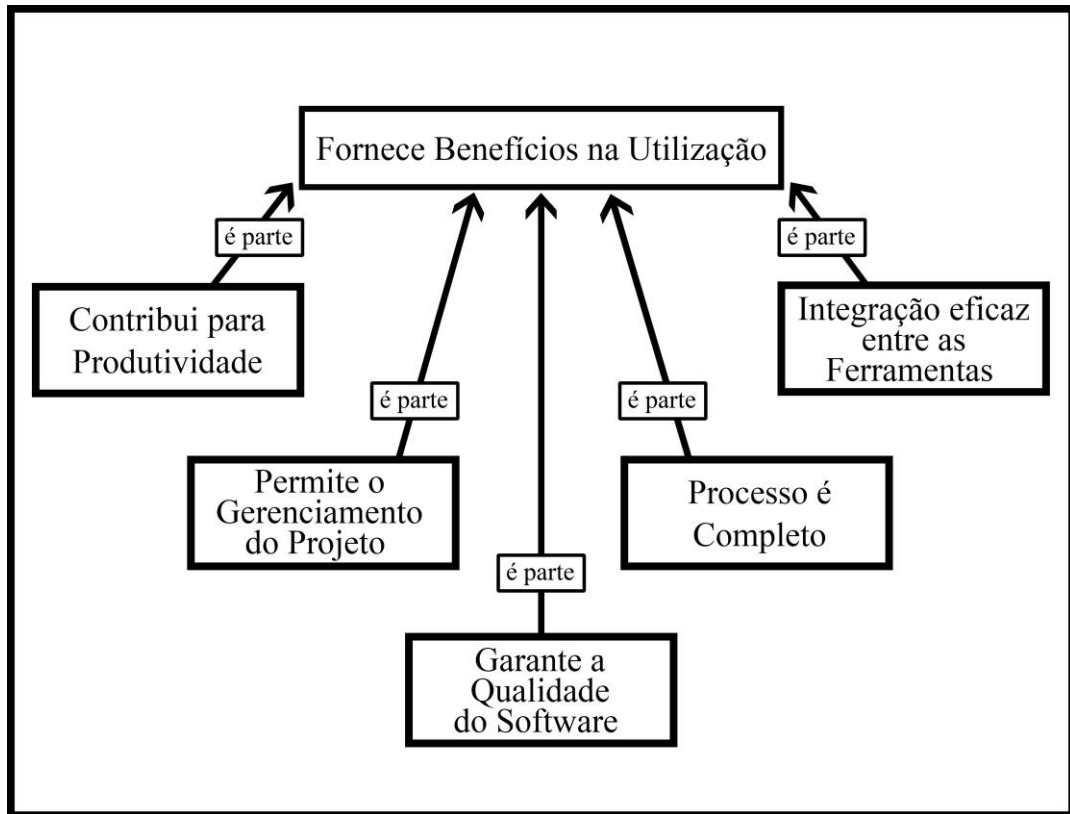 Fornece Benefícios na Utilização
é parte
é parte
Contribui para
Produtividade
Integração eficaz
entre as
Ferramentas
é parte
é parte
Permite o
Gerenciamento
do Projeto
Processo é
Completo
é parte
Garante a
Qualidade
do Software